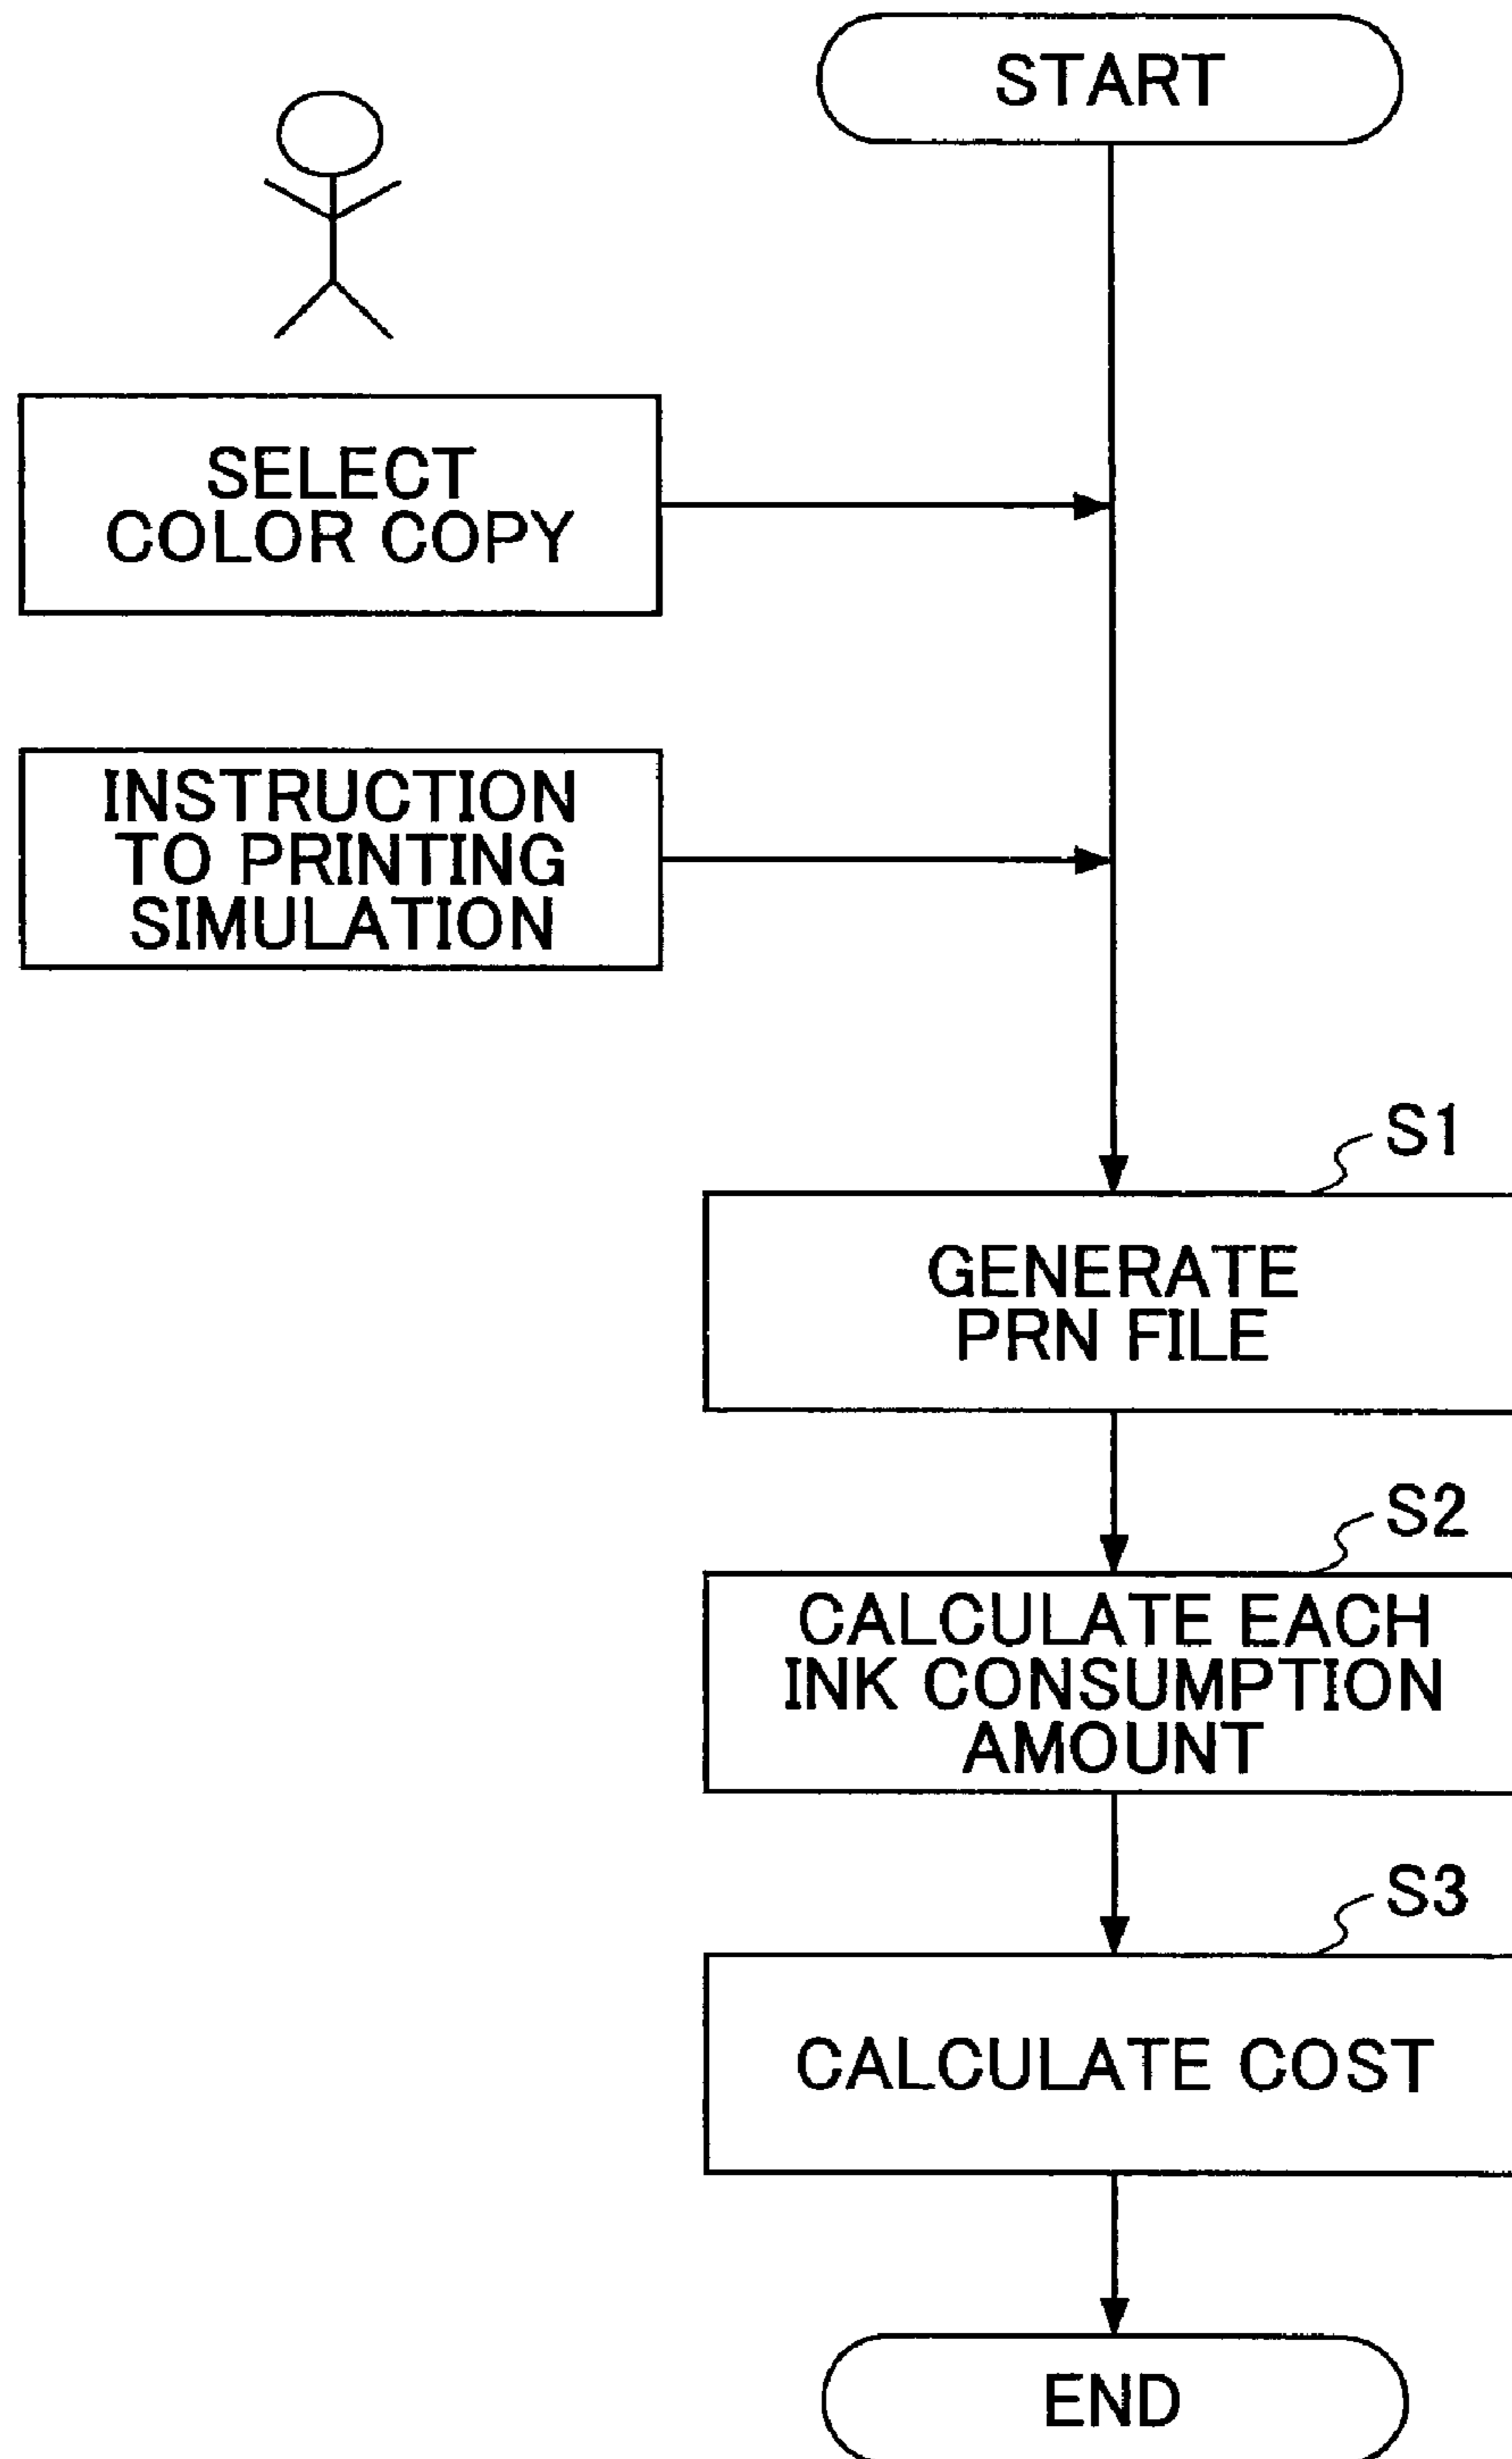 START
SELECT
COLOR COPY
INSTRUCTION
TO PRINTING
SIMULATION
S1
GENERATE
PRN FILE
S2
CALCULATE EACH
INK CONSUMPTION
AMOUNT
S3
CALCULATE COST
END